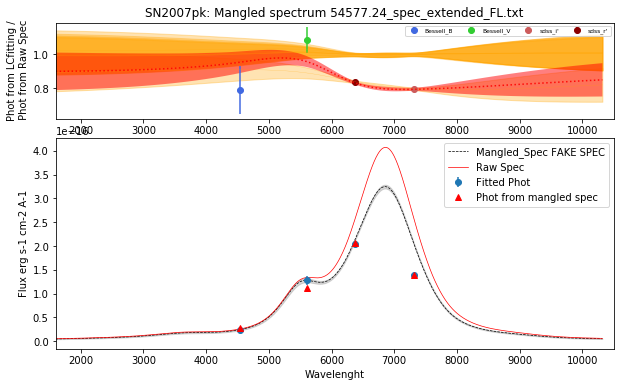 SN2007pk: Mangled spectrum 54577.24_spec_extended_FL.txt
Phot from LCfitting /
Phot from Raw Spec
1.0
0.8
Bessell_B
Bessell_V
sdss_i'
sdss_r'
2000 3000 4000 5000 6000 7000 8000 9000 10000
1e−16
Flux erg s-1 cm-2 A-1
4.0
3.5
3.0
2.5
2.0
1.5
1.0
0.5
0.0
Mangled_Spec FAKE SPEC
Raw Spec
Fitted Phot
Phot from mangled spec
2000 3000 4000 5000 6000 7000 8000 9000 10000
Wavelenght